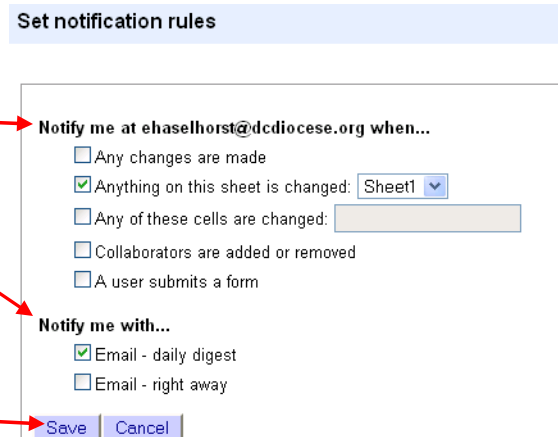 Set notification rules
Notify me at ehaselhorst@dcdiocese.org when...
Any changes are made
Anything on this sheet is changed: Sheet1
Any of these cells are changed:
Collaborators are added or removed
A user submits a form
Notify me with...
Email - daily digest
Email - right away
Save Cancel